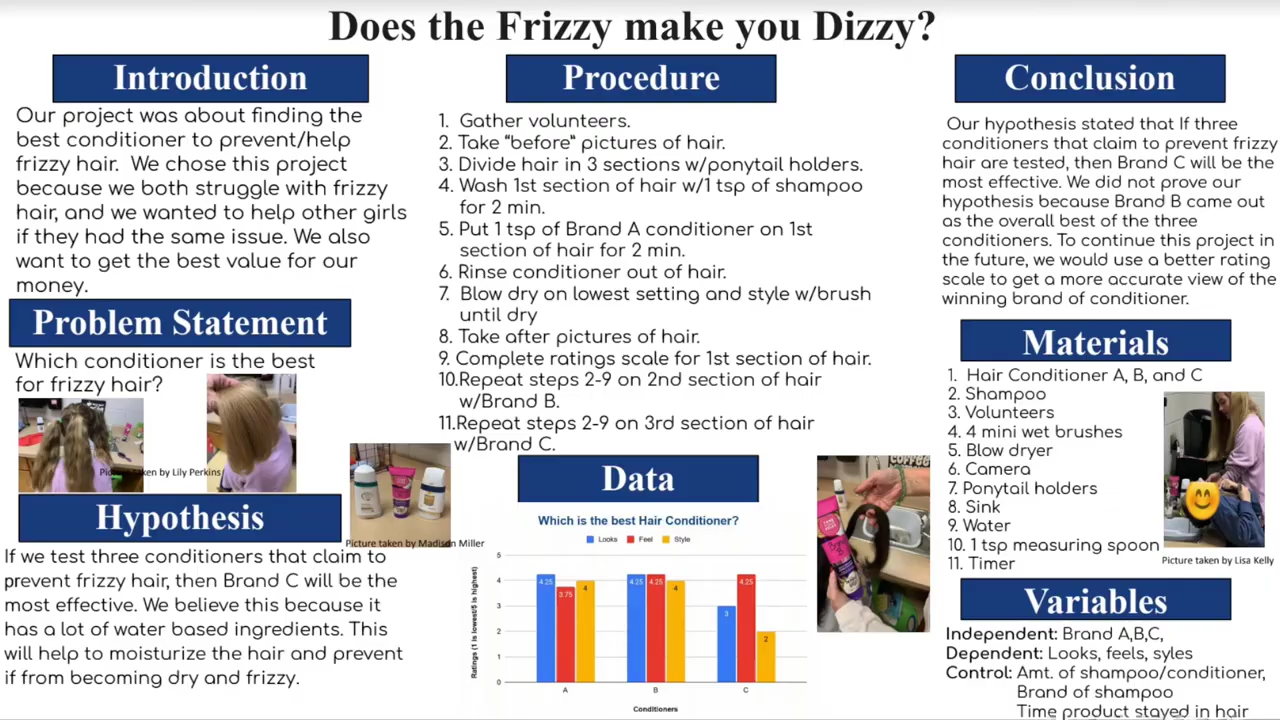 Does the Frizzy make you Dizzy?
Introduction
Our project was about finding the
best conditioner to prevent/help
frizzy hair. We chose this project
because we both struggle with frizzy
hair, and we wanted to help other girls
if they had the same issue. We also
want to get the best value for our
money.
Problem Statement
Which conditioner is the best
for frizzy hair?
Picture taken by Lily Perkins
Hypothesis
If we test three conditioners that claim to
prevent frizzy hair, then Brand C will be the
most effective. We believe this because it
has a lot of water based ingredients. This
will help to moisturize the hair and prevent
if from becoming dry and frizzy.
Procedure
1. Gather volunteers.
2. Take “before” pictures of hair.
3. Divide hair in 3 sections w/ponytail holders.
4. Wash 1st section of hair w/1 tsp of shampoo
for 2 min.
5. Put 1 tsp of Brand A conditioner on 1st
section of hair for 2 min.
6. Rinse conditioner out of hair.
7. Blow dry on lowest setting and style w/brush
until dry
8. Take after pictures of hair.
9. Complete ratings scale for 1st section of hair.
10.Repeat steps 2-9 on 2nd section of hair
w/Brand B.
11.Repeat steps 2-9 on 3rd section of hair
w/Brand C.
Picture taken by Madison Miller
Data
Which is the best Hair Conditioner?
Looks Feel Style
Ratings (1 is lowest/5 is highest)
5
4
3
2
1
0
4.25 3.75 4
4.25 4.25 4
3 4.25 2
A B C
Conditioners
Conclusion
Our hypothesis stated that If three
conditioners that claim to prevent frizzy
hair are tested, then Brand C will be the
most effective. We did not prove our
hypothesis because Brand B came out
as the overall best of the three
conditioners. To continue this project in
the future, we would use a better rating
scale to get a more accurate view of the
winning brand of conditioner.
Materials
1. Hair Conditioner A, B, and C
2. Shampoo
3. Volunteers
4. 4 mini wet brushes
5. Blow dryer
6. Camera
7. Ponytail holders
8. Sink
9. Water
10. 1 tsp measuring spoon
11. Timer
Picture taken by Lisa Kelly
Variables
Independent: Brand A,B,C,
Dependent: Looks, feels, syles
Control: Amt. of shampoo/conditioner,
Brand of shampoo
Time product stayed in hair